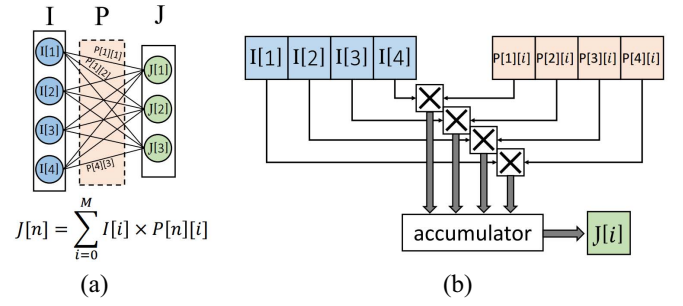 I P J
I[1]
I[2]
I[3]
I[4]
P[1][1]
P[1][2]
P[4][3]
J[1]
J[2]
J[3]
J[n] = ∑ I[i] × P[n][i]
M
i=0
(a)
I[1] I[2] I[3] I[4]
P[1][i] P[2][i] P[3][i] P[4][i]
accumulator
J[i]
(b)